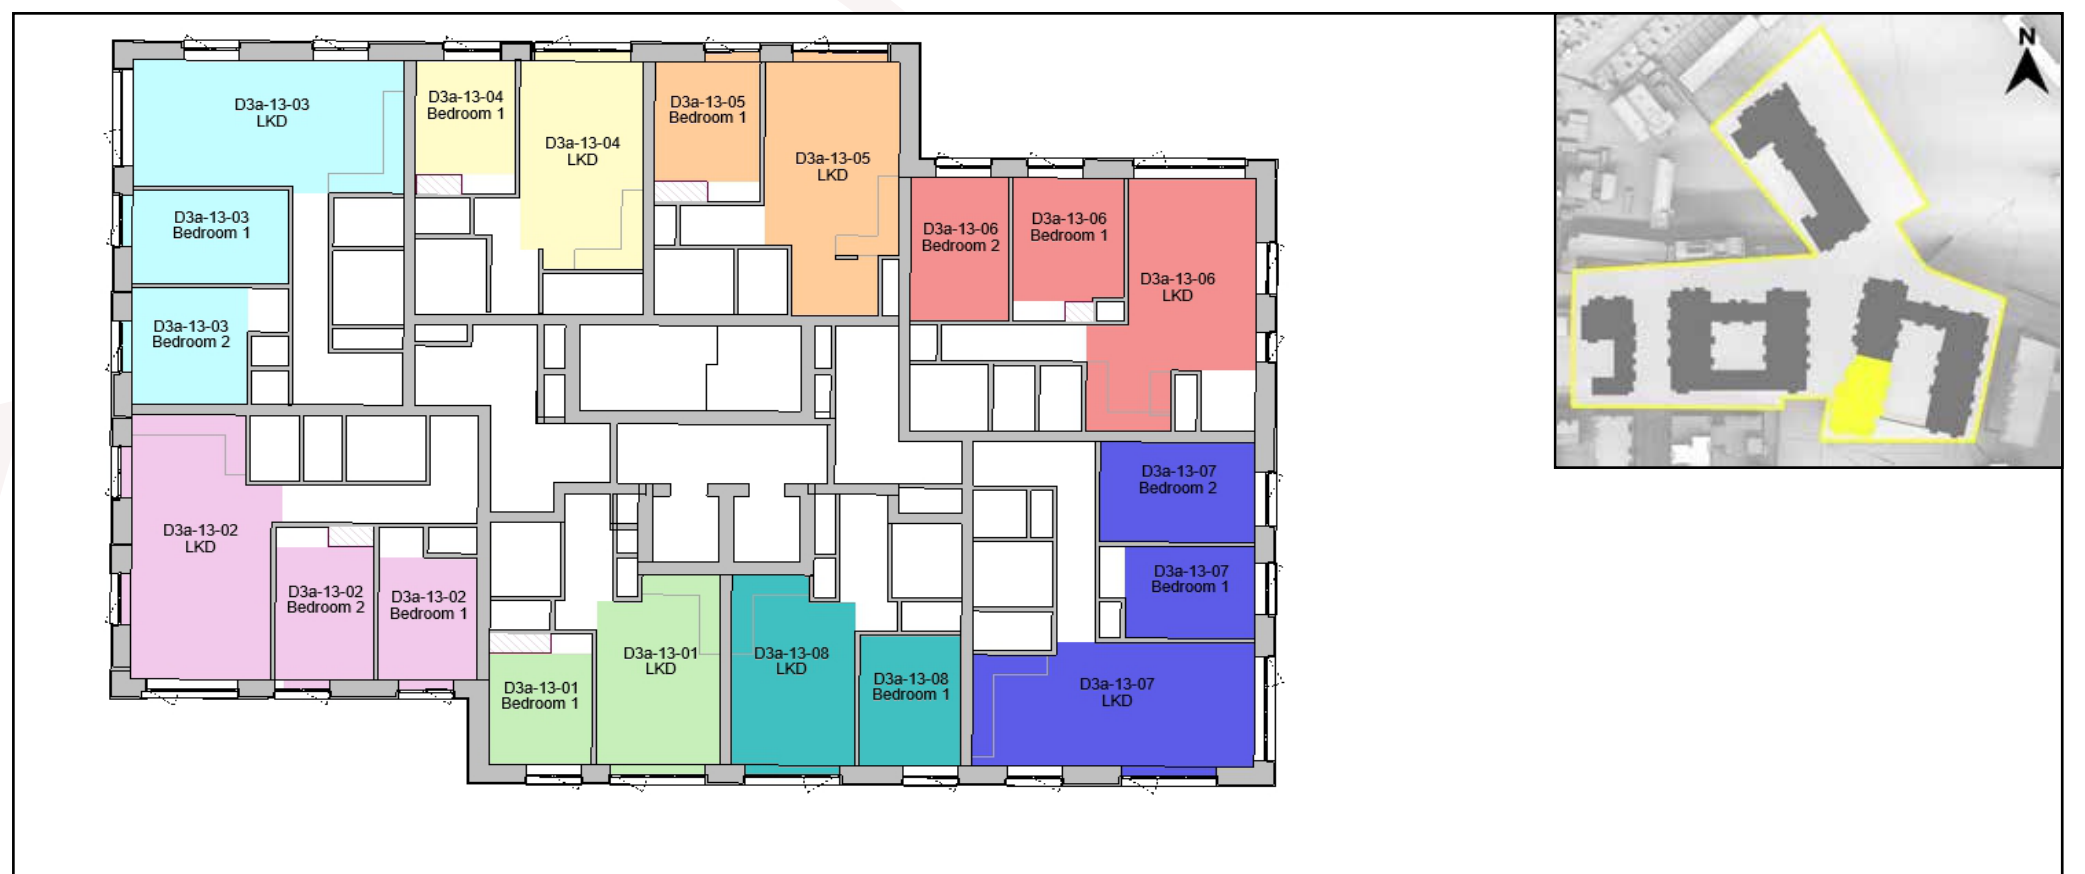 D3a-13-03
LKD
D3a-13-04
Bedroom 1
D3a-13-04
LKD
D3a-13-05
Bedroom 1
D3a-13-05
LKD
D3a-13-03
Bedroom 1
D3a-13-06
Bedroom 2
D3a-13-06
Bedroom 1
D3a-13-06
LKD
D3a-13-03
Bedroom 2
D3a-13-02
LKD
D3a-13-02
Bedroom 2
D3a-13-02
Bedroom 1
D3a-13-01
Bedroom 1
D3a-13-01
LKD
D3a-13-08
LKD
D3a-13-08
Bedroom 1
D3a-13-07
Bedroom 2
D3a-13-07
Bedroom 1
D3a-13-07
LKD
N